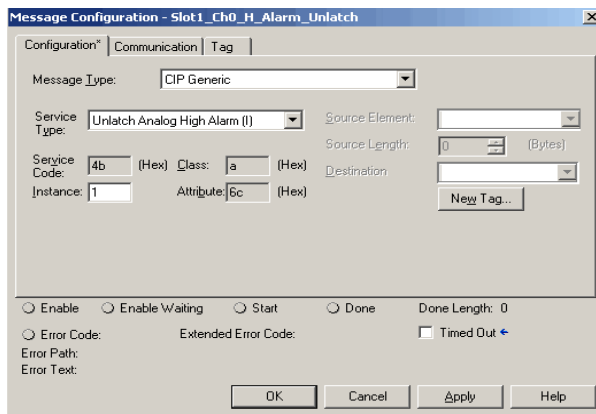 Message Configuration - Slot1_Ch0_H_Alarm_Unlatch
Configuration* Communication Tag
Message Type: CIP Generic
Service Type: Unlatch Analog High Alarm (I)
Source Element:
Source Length: 0 (Bytes)
Service Code: 4b (Hex) Class: a (Hex)
Destination
Instance: 1 Attribute: 6c (Hex)
New Tag...
Enable Enable Waiting Start Done Done Length: 0
Error Code: Extended Error Code: Timed Out ←
Error Path:
Error Text:
OK Cancel Apply Help